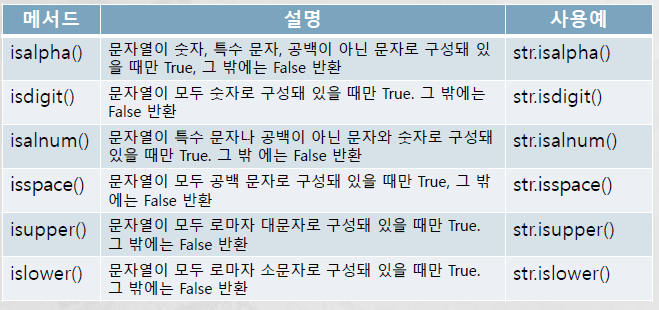 메서드 설명 사용예
isalpha() 문자열이 숫자, 특수 문자, 공백이 아닌 문자로 구성돼 있 str.isalpha()
을 때만 True, 그 밖에는 False 반환
isdigit() 문자열이 모두 숫자로 구성돼 있을 때만 True. 그 밖에는 str.isdigit()
False 반환
isalnum() 문자열이 특수 문자나 공백이 아닌 문자와 숫자로 구성돼 str.isalnum()
있을 때만 True. 그 밖 에는 False 반환
isspace() 문자열이 모두 공백 문자로 구성돼 있을 때만 True, 그 밖 str.isspace()
에는 False 반환
isupper() 문자열이 모두 로마자 대문자로 구성돼 있을 때만 True. str.isupper()
그 밖에는 False 반환
islower() 문자열이 모두 로마자 소문자로 구성돼 있을 때만 True. str.islower()
그 밖에는 False 반환